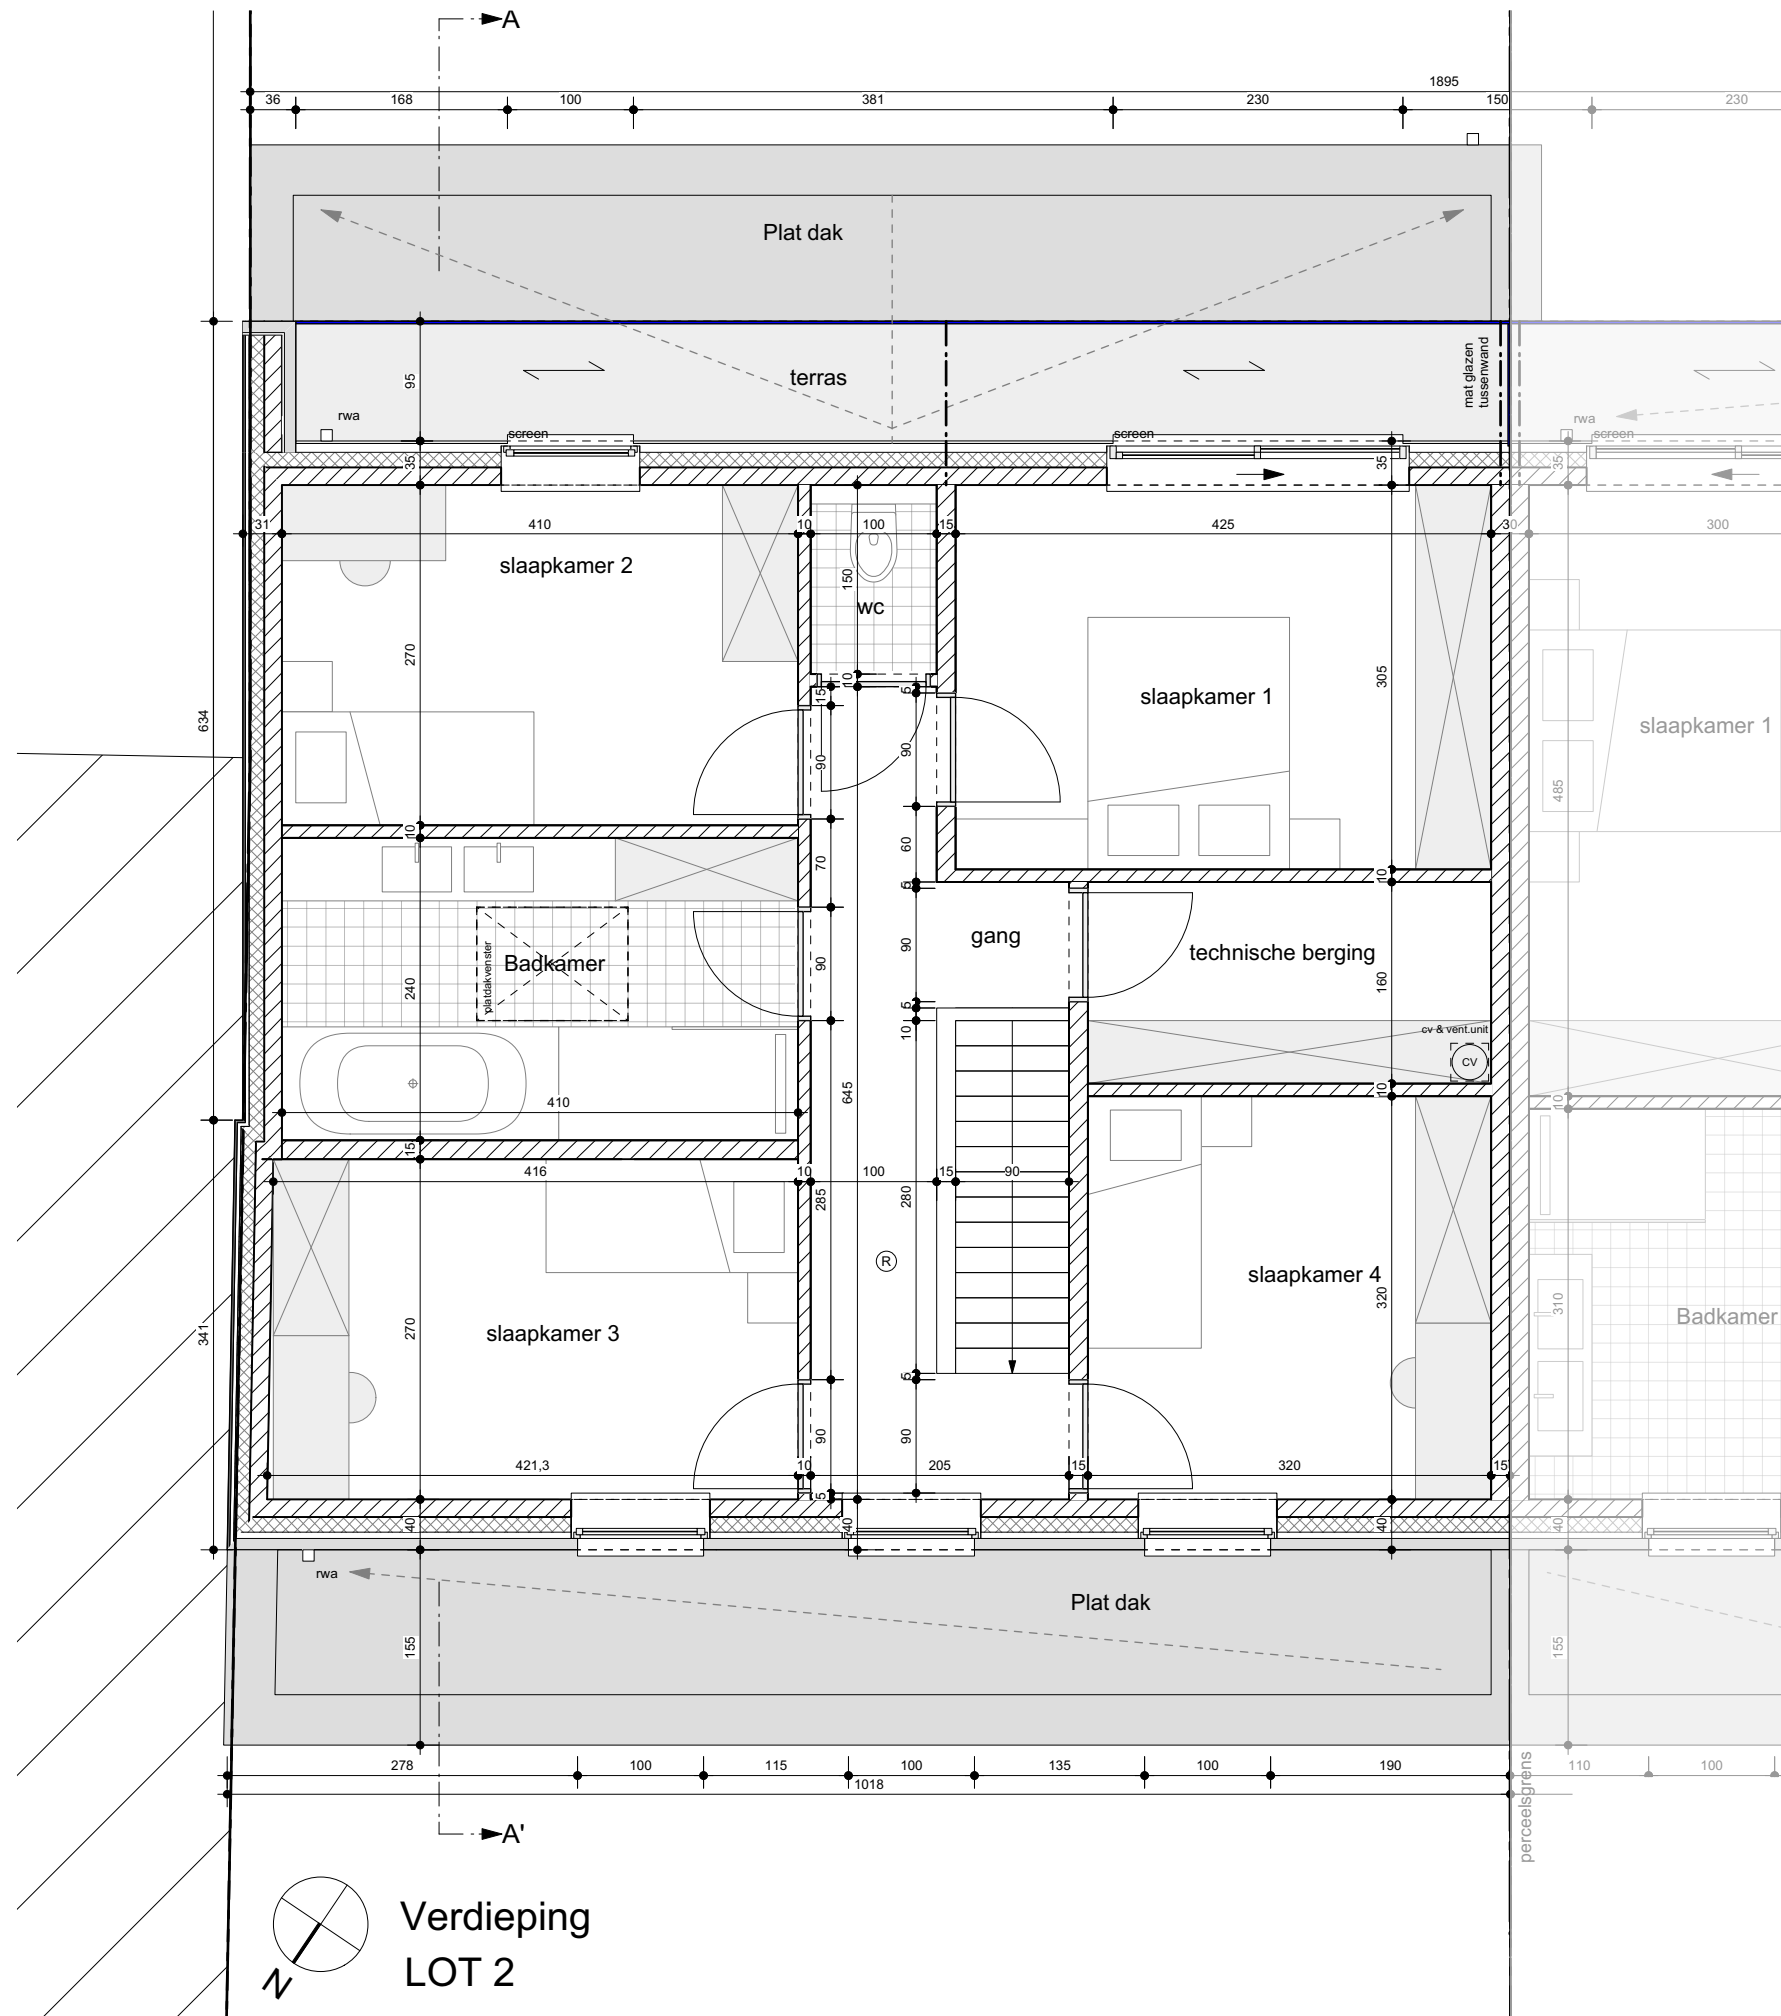 A
1895
36 168 100 381 230 150 230
Plat dak
95
terras
mat glazen
tussenwand
rwa
rwa
screen
screen
screen
35
35
35
31 410 10 100 15 425 30 300
slaapkamer 2
150
wc
270
305
10
15
5
slaapkamer 1
slaapkamer 1
634
90
90
485
10
70
60
10
5
gang
90
90
technische berging
160
240
platdakvenster
Badkamer
5
10
cv & vent.unit
CV
645
10
10
410
15
416 10 100 15 90
285
280
R
slaapkamer 4
320
310
Badkamer
341
270
slaapkamer 3
5
90
90
421,3 10 205 15 320 15
5
40
40
40
40
rwa
Plat dak
155
155
278 100 115 100 135 100 190 110 100
1018
perceelsgrens
A'
N
Verdieping
LOT 2